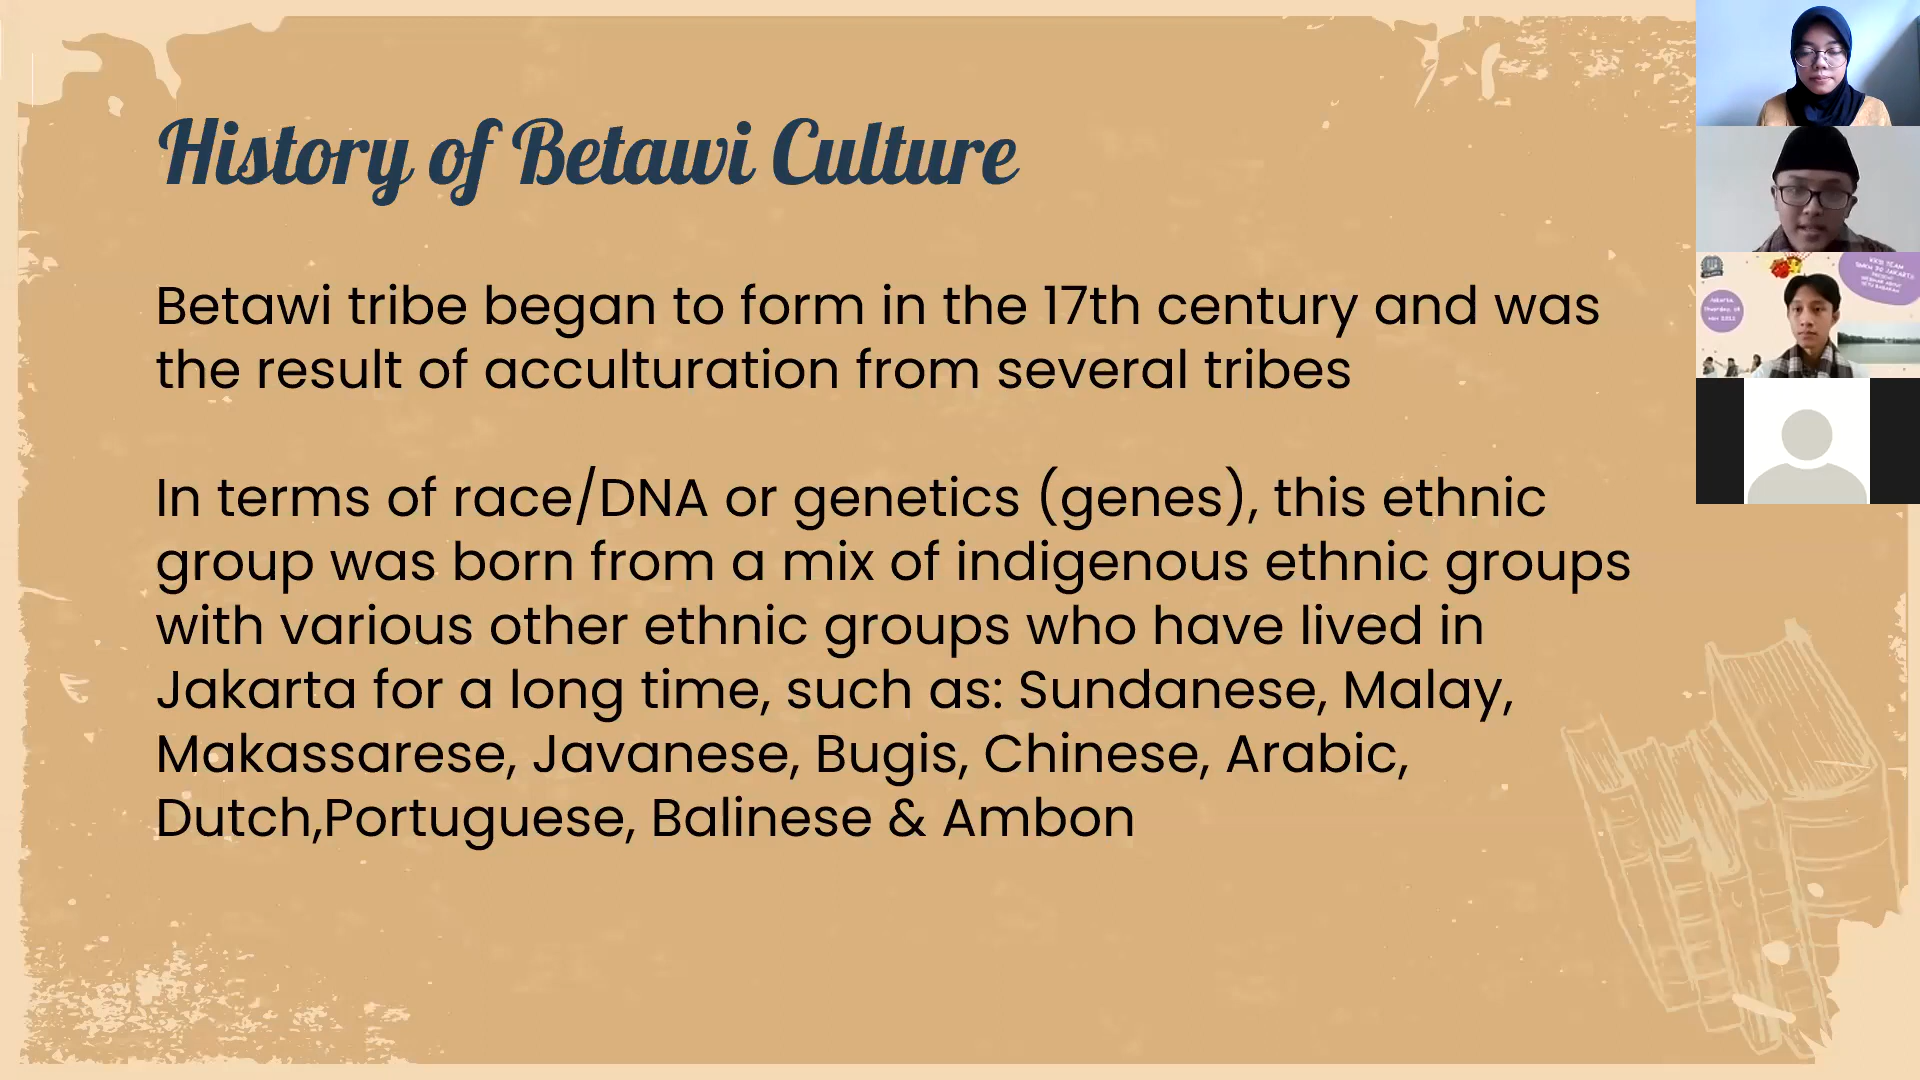 History of Betawi Culture
Betawi tribe began to form in the 17th century and was
the result of acculturation from several tribes
In terms of race/DNA or genetics (genes), this ethnic
group was born from a mix of indigenous ethnic groups
with various other ethnic groups who have lived in
Jakarta for a long time, such as: Sundanese, Malay,
Makassarese, Javanese, Bugis, Chinese, Arabic,
Dutch,Portuguese, Balinese & Ambon